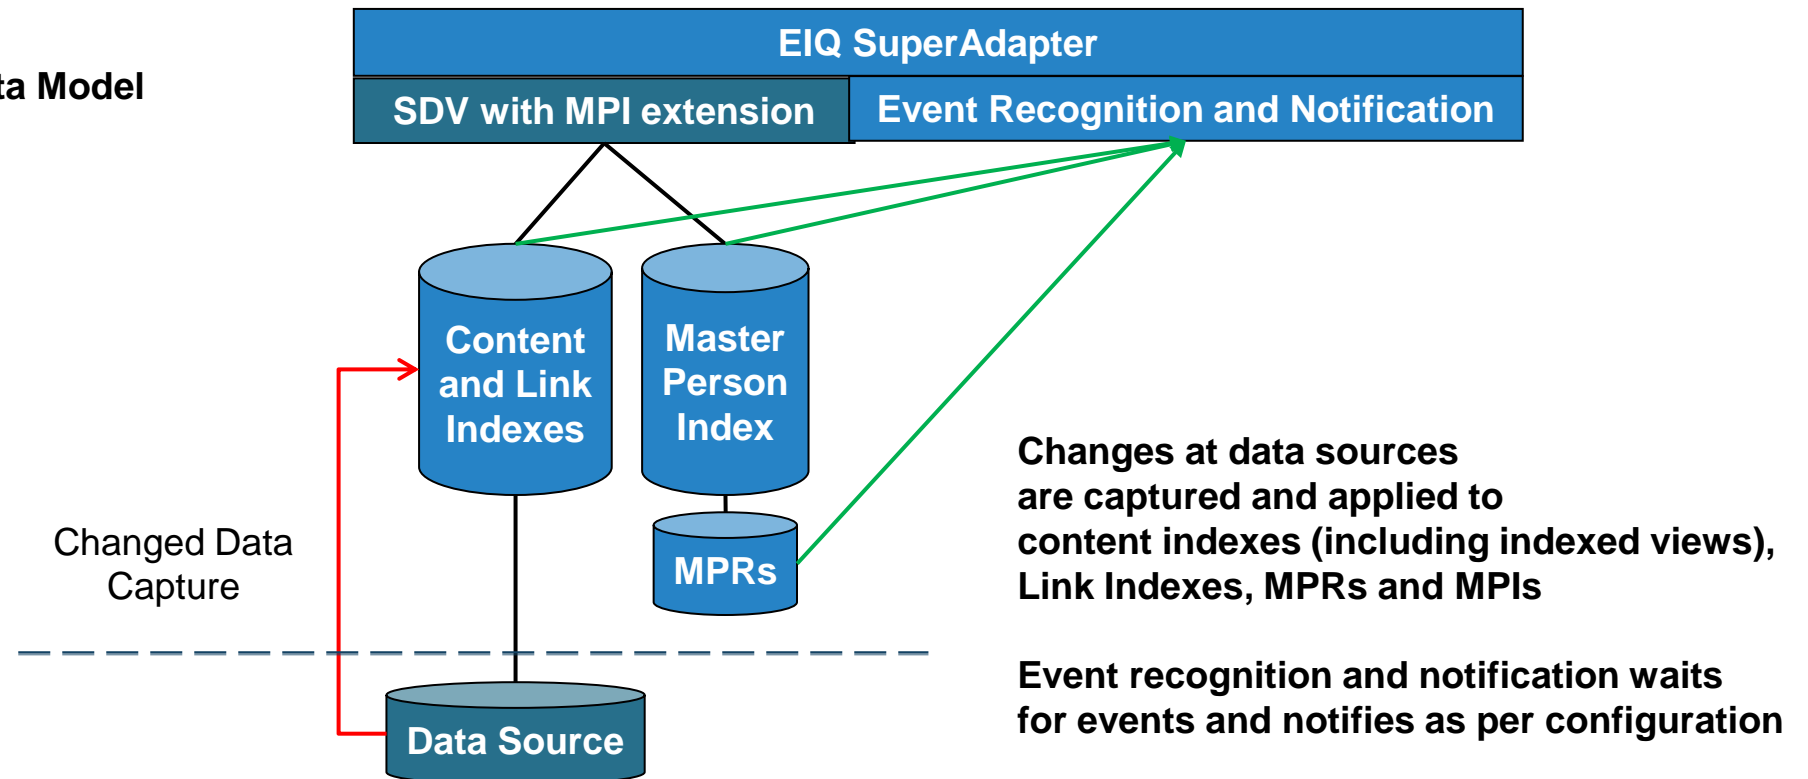 EIQ SuperAdapter
Model
SDV with MPI extension
Event Recognition and Notification
Content
and Link
Indexes
Master
Person
Index
MPRs
Changed Data
Capture
Data Source
Changes at data sources
are captured and applied to
content indexes (including indexed views),
Link Indexes, MPRs and MPIs
Event recognition and notification waits
for events and notifies as per configuration